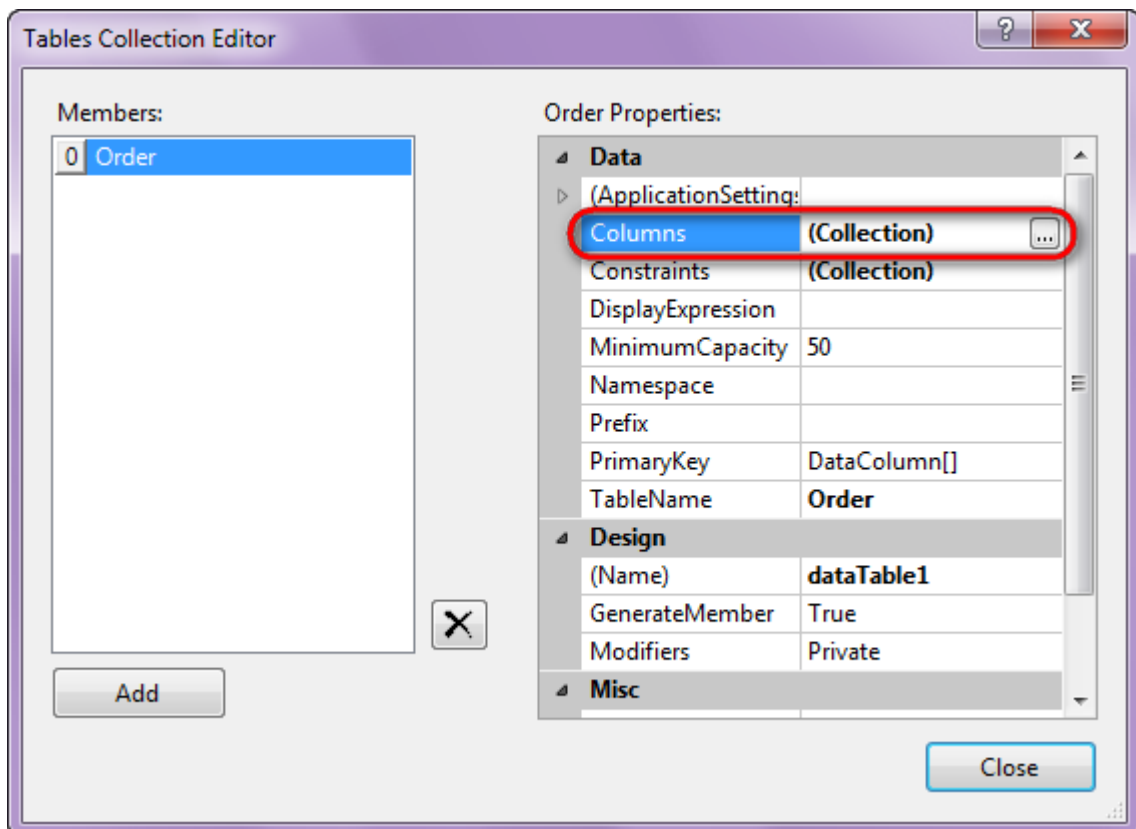 Tables Collection Editor
Members:
0 Order
Add
Order Properties:
Data
(ApplicationSettings
Columns (Collection) ...
Constraints (Collection)
DisplayExpression
MinimumCapacity 50
Namespace
Prefix
PrimaryKey DataColumn[]
TableName Order
Design
(Name) dataTable1
GenerateMember True
Modifiers Private
Misc
Close